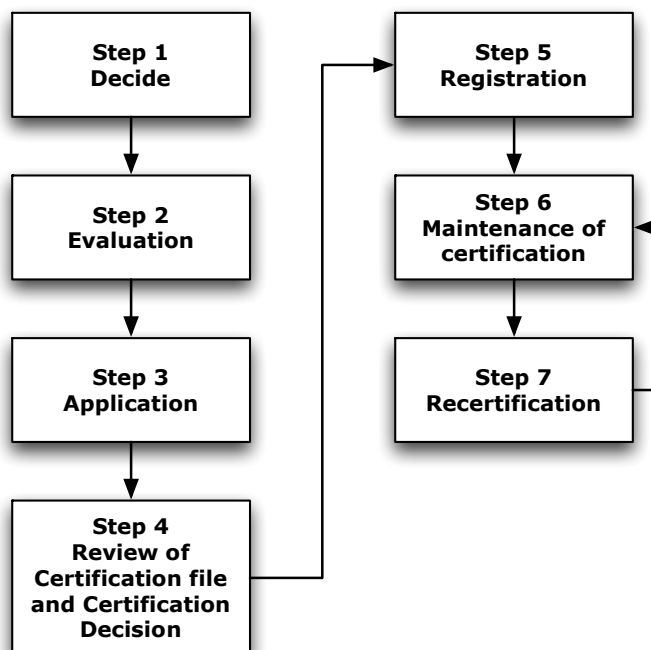 Step 1
Decide
Step 2
Evaluation
Step 3
Application
Step 4
Review of
Certification file
and Certification
Decision
Step 5
Registration
Step 6
Maintenance of
certification
Step 7
Recertification